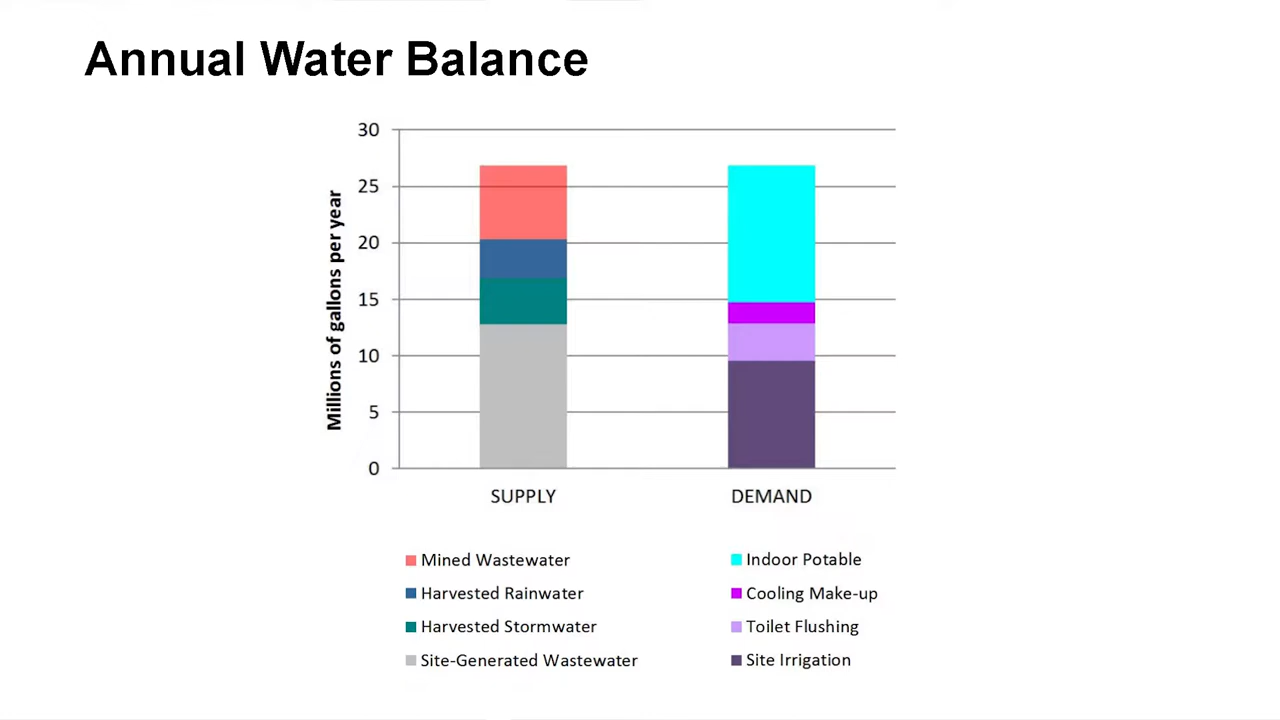 Annual Water Balance
30
25
20
15
10
5
0
Millions of gallons per year
SUPPLY
DEMAND
Mined Wastewater
Harvested Rainwater
Harvested Stormwater
Site-Generated Wastewater
Indoor Potable
Cooling Make-up
Toilet Flushing
Site Irrigation